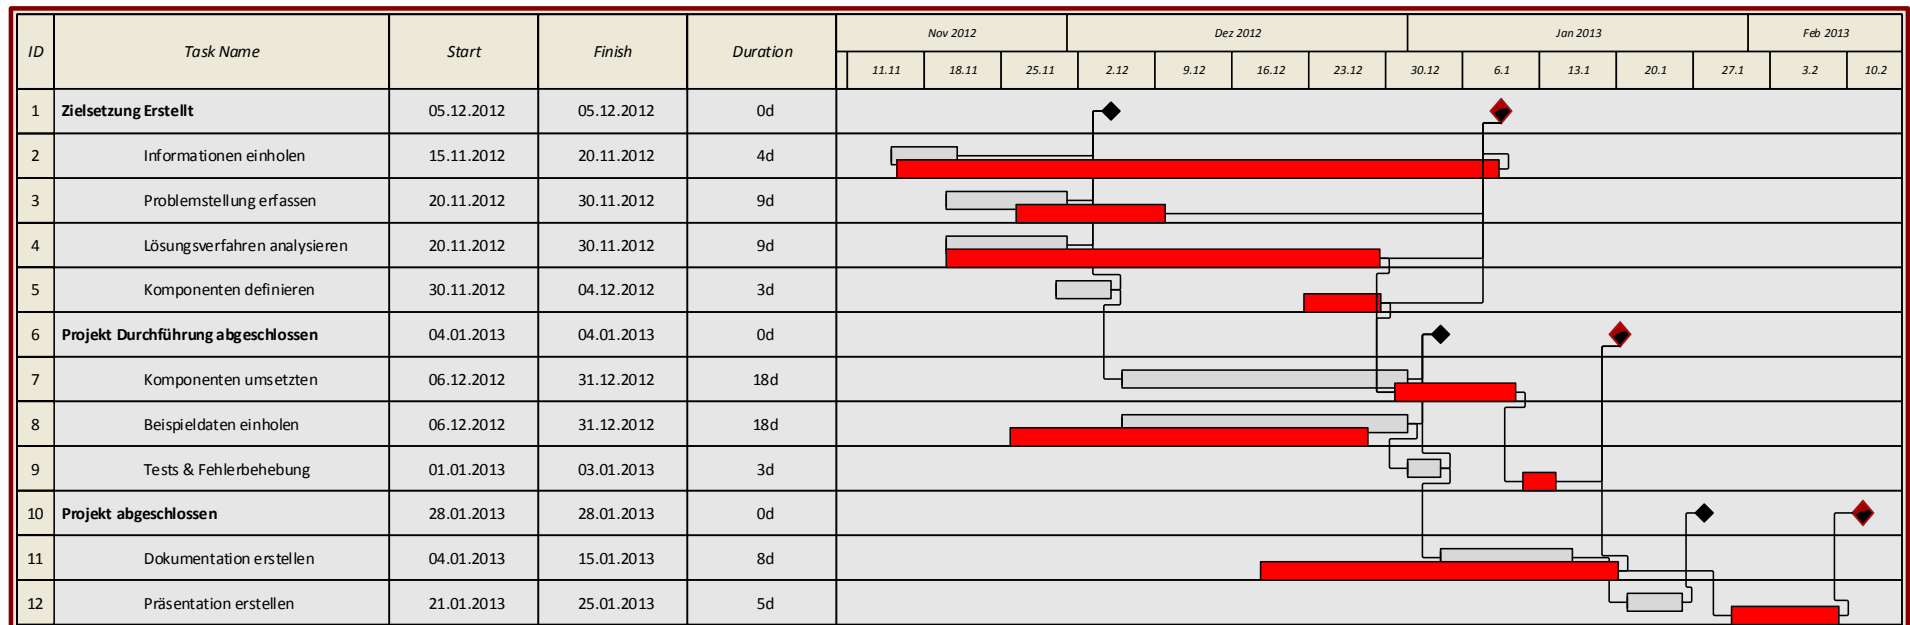 ID Task Name Start Finish Duration Nov 2012 Dez 2012 Jan 2013 Feb 2013
11.11 18.11 25.11 2.12 9.12 16.12 23.12 30.12 6.1 13.1 20.1 27.1 3.2 10.2
1 Zielsetzung Erstellt 05.12.2012 05.12.2012 0d
2 Informationen einholen 15.11.2012 20.11.2012 4d
3 Problemstellung erfassen 20.11.2012 30.11.2012 9d
4 Lösungsverfahren analysieren 20.11.2012 30.11.2012 9d
5 Komponenten definieren 30.11.2012 04.12.2012 3d
6 Projekt Durchführung abgeschlossen 04.01.2013 04.01.2013 0d
7 Komponenten umsetzten 06.12.2012 31.12.2012 18d
8 Beispieldaten einholen 06.12.2012 31.12.2012 18d
9 Tests & Fehlerbehebung 01.01.2013 03.01.2013 3d
10 Projekt abgeschlossen 28.01.2013 28.01.2013 0d
11 Dokumentation erstellen 04.01.2013 15.01.2013 8d
12 Präsentation erstellen 21.01.2013 25.01.2013 5d